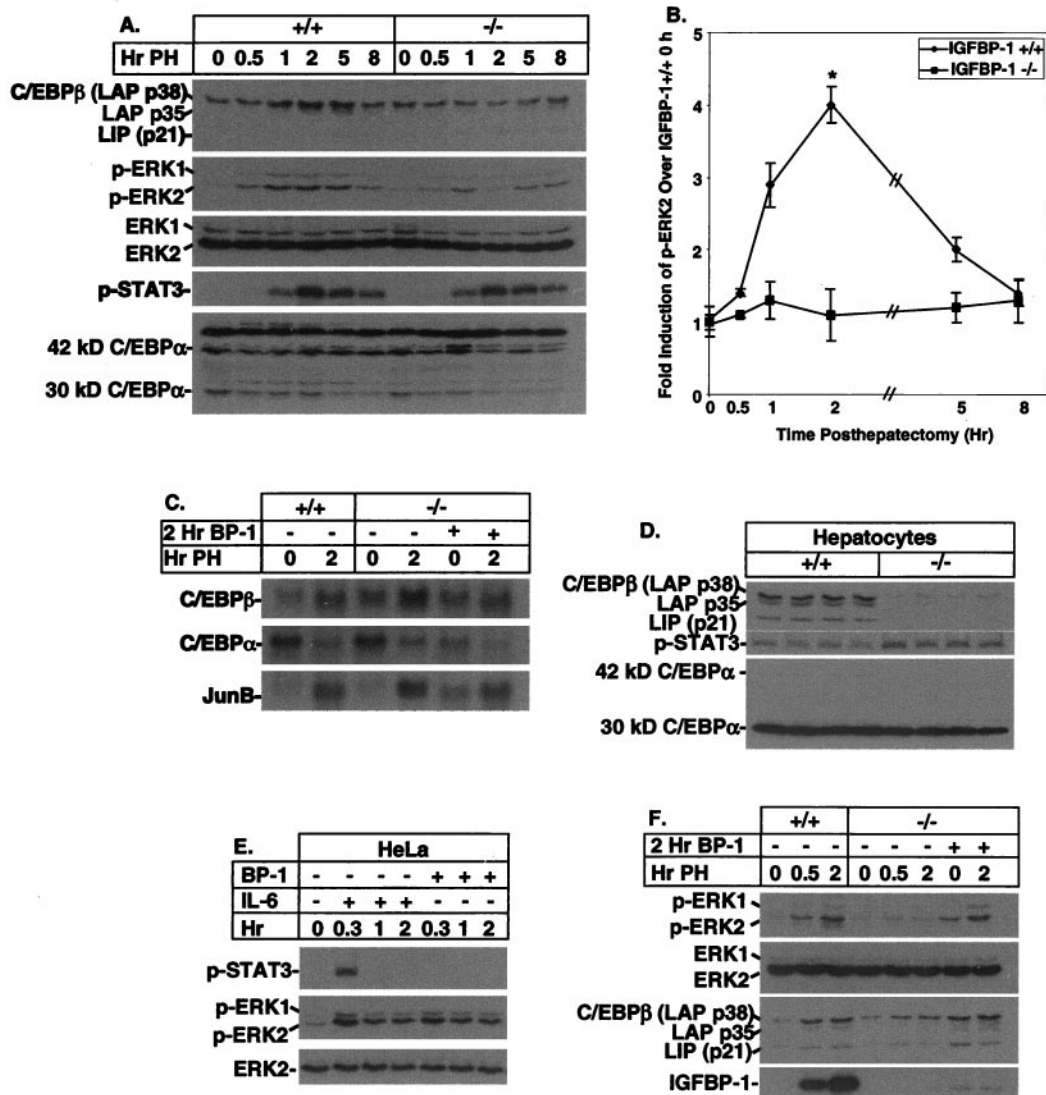 A.
+/+ -/-
Hr PH 0 0.5 1 2 5 8 0 0.5 1 2 5 8
C/EBPβ (LAP p38)
LAP p35
LIP (p21)
p-ERK1
p-ERK2
ERK1
ERK2
p-STAT3-
42 kD C/EBPα-
30 kD C/EBPα-
B.
Fold Induction of p-ERK2 Over IGFBP-1+/+ 0 h
IGFBP-1 +/+
IGFBP-1 -/-
*
5
4
3
2
1
0
0 0.5 1 2 5 8
Time Posthepatectomy (Hr)
C.
+/+ -/-
2 Hr BP-1 - - - - + +
Hr PH 0 2 0 2 0 2
C/EBPβ-
C/EBPα-
JunB-
D.
Hepatocytes
+/+ -/-
C/EBPβ (LAP p38)
LAP p35
LIP (p21)
p-STAT3-
42 kD C/EBPα-
30 kD C/EBPα-
E.
HeLa
BP-1 - - - - + + +
IL-6 - + + + - - -
Hr 0 0.3 1 2 0.3 1 2
p-STAT3-
p-ERK1
p-ERK2
ERK2-
F.
+/+ -/-
2 Hr BP-1 - - - - - - + +
Hr PH 0 0.5 2 0 0.5 2 0 2
p-ERK1
p-ERK2
ERK1
ERK2
C/EBPβ (LAP p38)
LAP p35
LIP (p21)
IGFBP-1-